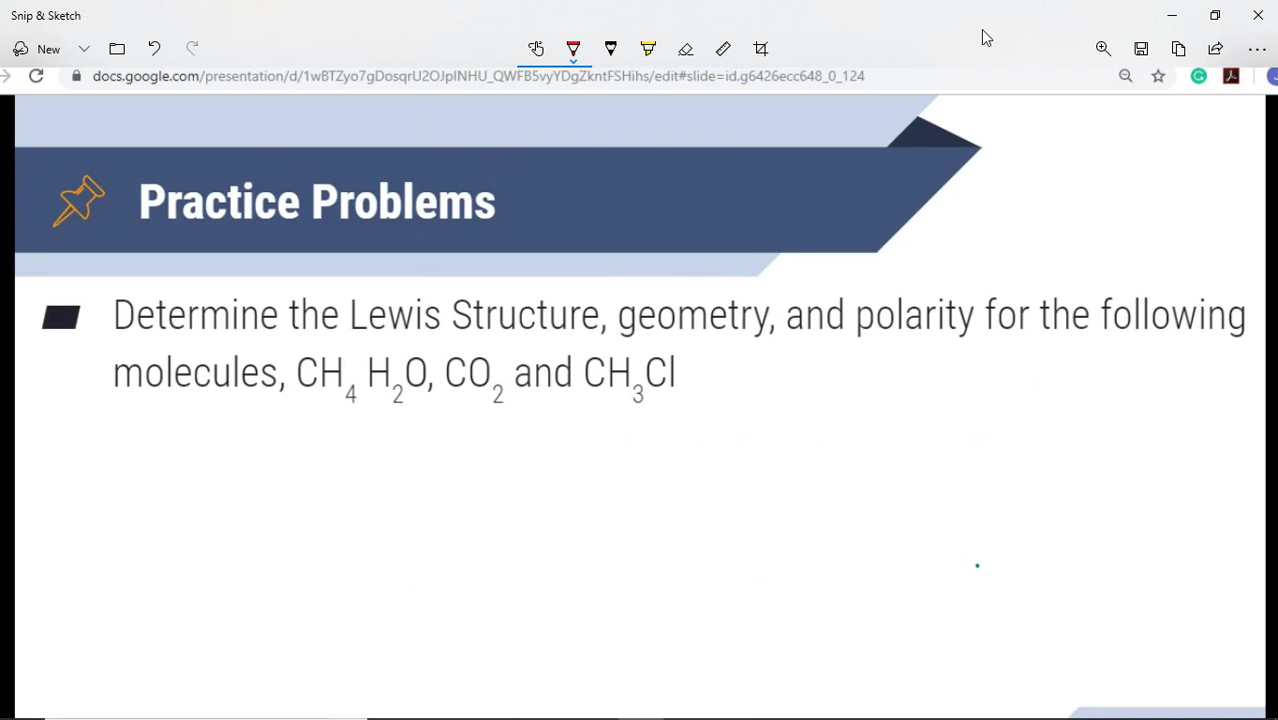 Snip & Sketch
New
docs.google.com/presentation/d/1wBTZyo7gDosqrU2OJpINHU_QWFB5vyYDgZkntFSHihs/edit#slide=id.g6426ecc648_0_124
Practice Problems
Determine the Lewis Structure, geometry, and polarity for the following
molecules, CH₄ H₂O, CO₂ and CH₃Cl